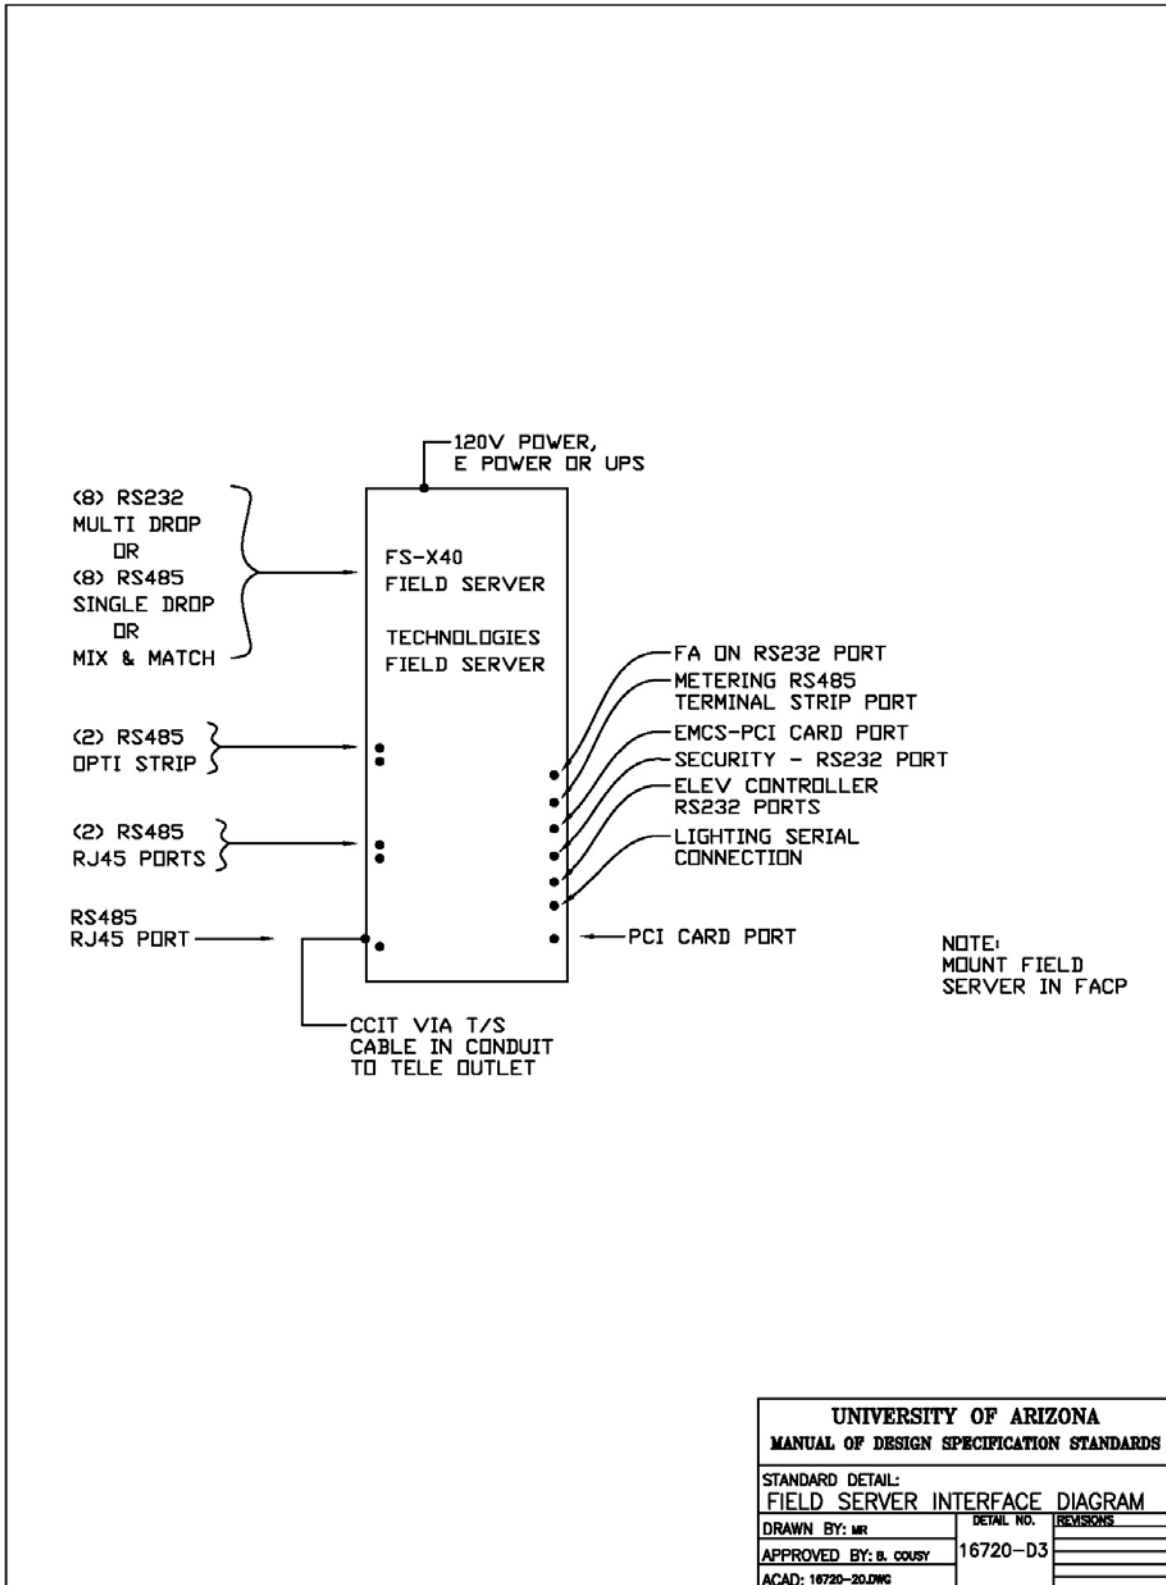 120V POWER,
E POWER OR UPS
(8) RS232
MULTI DROP
OR
(8) RS485
SINGLE DROP
OR
MIX & MATCH
FS-X40
FIELD SERVER
TECHNOLOGIES
FIELD SERVER
(2) RS485
OPTI STRIP
(2) RS485
RJ45 PORTS
RS485
RJ45 PORT
FA ON RS232 PORT
METERING RS485
TERMINAL STRIP PORT
EMCS-PCI CARD PORT
SECURITY - RS232 PORT
ELEV CONTROLLER
RS232 PORTS
LIGHTING SERIAL
CONNECTION
PCI CARD PORT
NOTE:
MOUNT FIELD
SERVER IN FACP
CCIT VIA T/S
CABLE IN CONDUIT
TO TELE OUTLET
UNIVERSITY OF ARIZONA
MANUAL OF DESIGN SPECIFICATION STANDARDS
STANDARD DETAIL:
FIELD SERVER INTERFACE DIAGRAM
DRAWN BY: MR
DETAIL NO.
REVISIONS
16720-D3
APPROVED BY: B. COUSY
ACAD: 16720-20.DWG